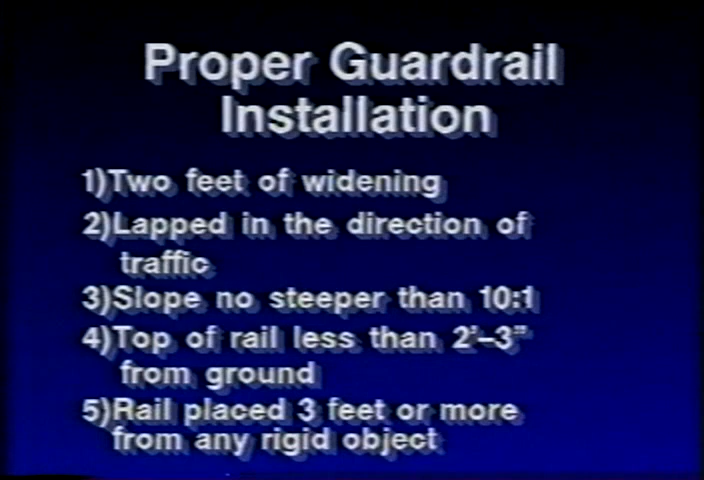 Proper Guardrail
Installation
1)Two feet of widening
2)Lapped in the direction of
traffic
3)Slope no steeper than 10:1
4)Top of rail less than 2'–3"
from ground
5)Rail placed 3 feet or more
from any rigid object